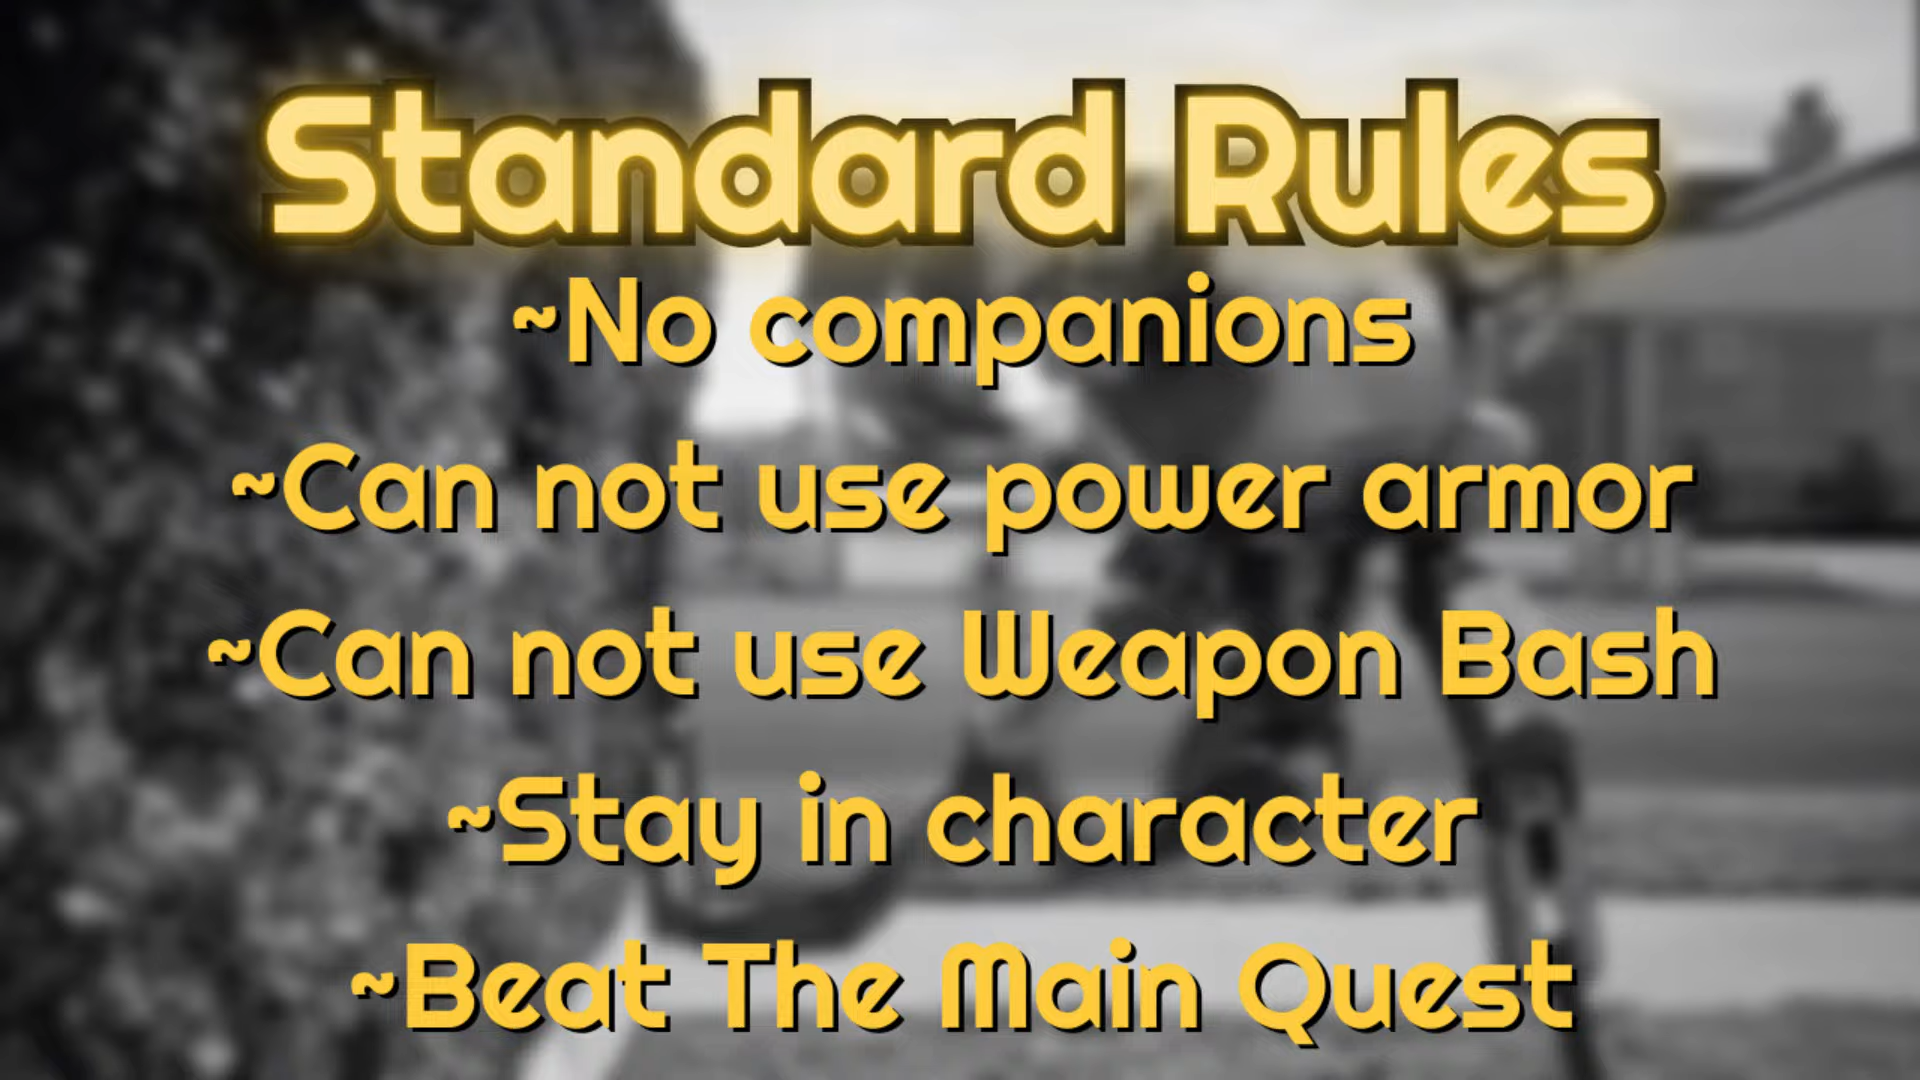 Standard Rules
~No companions
~Can not use power armor
~Can not use Weapon Bash
~Stay in character
~Beat The Main Quest